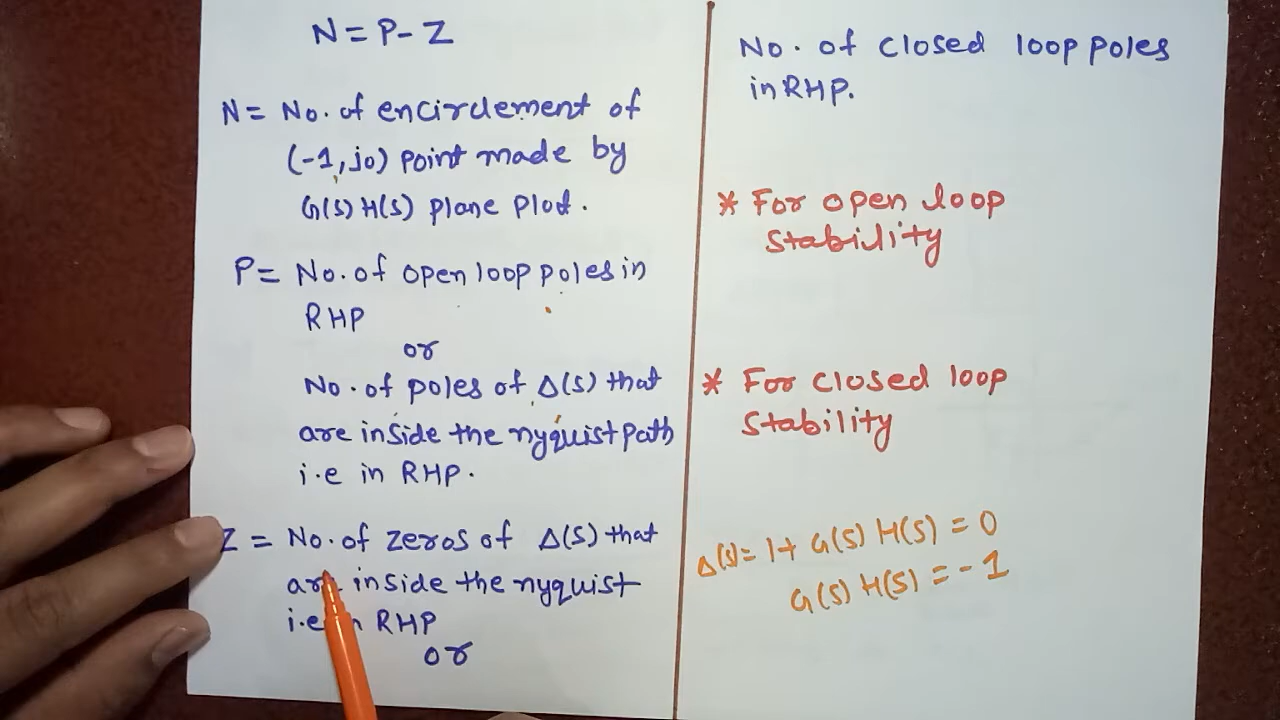 N = P - Z
N = No. of encirclement of
(-1, j0) point made by
G(s) H(s) plane plot.
P = No. of open loop poles in
RHP
or
No. of poles of Δ(s) that
are inside the nyquist path
i.e in RHP.
Z = No. of zeros of Δ(s) that
are inside the nyquist
i.e in RHP
or
No. of closed loop poles
in RHP.
* For open loop
stability
* For closed loop
stability
Δ(s) = 1 + G(s) H(s) = 0
G(s) H(s) = -1